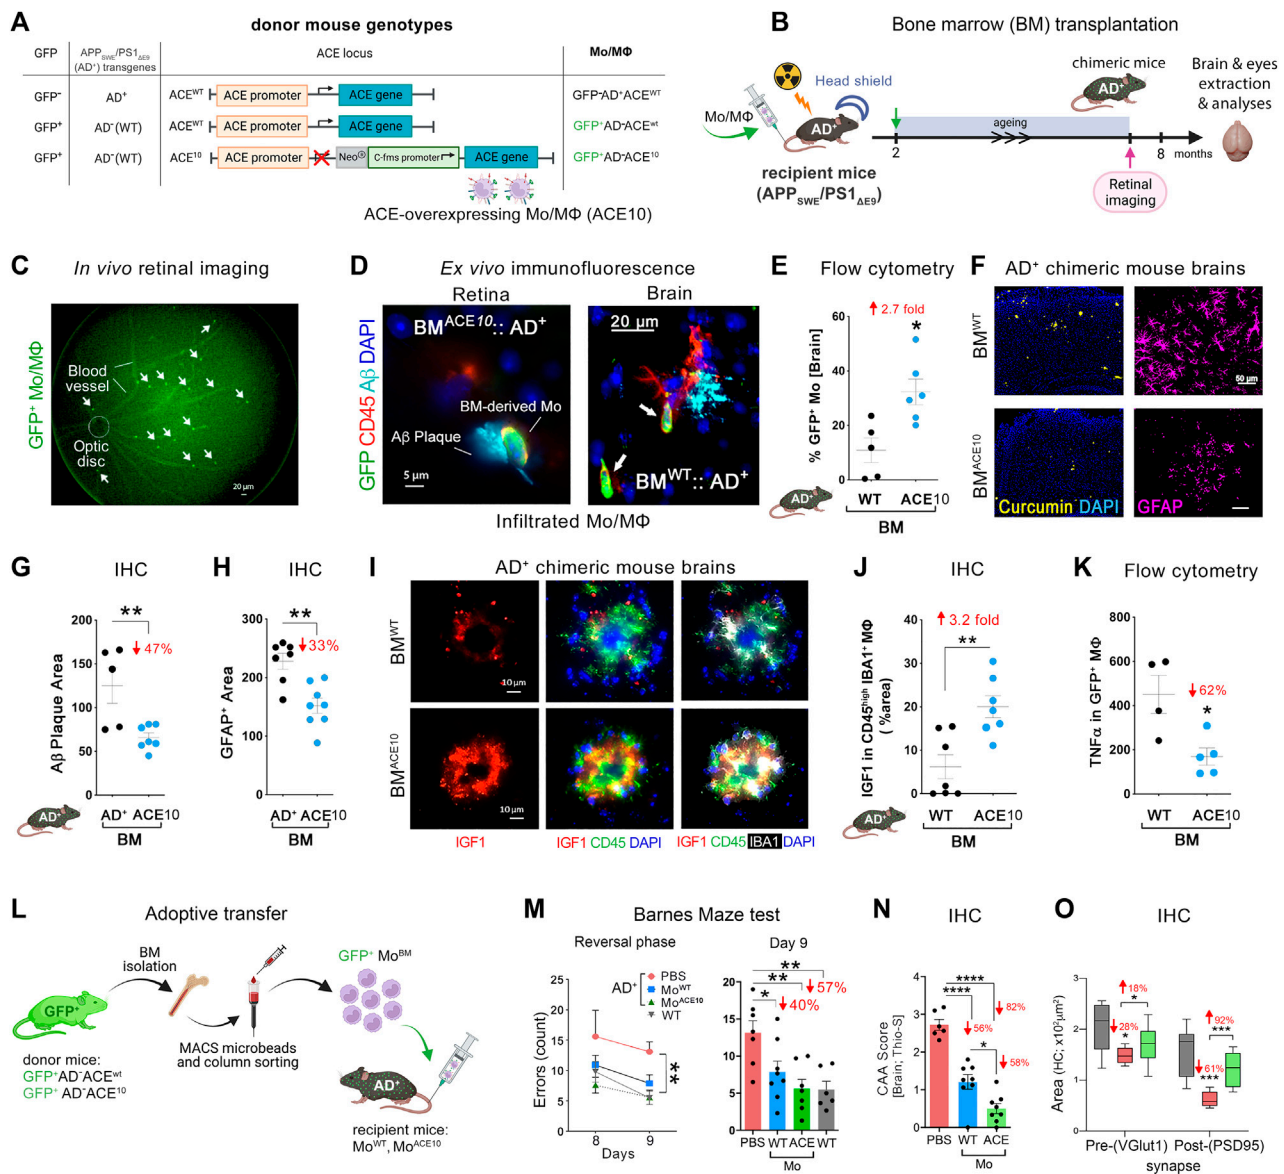 A
donor mouse genotypes
GFP
APPSWE/PS1ΔE9
(AD+) transgenes
ACE locus
Mo/MΦ
GFP-
AD+
ACEWT
ACE promoter
ACE gene
GFP-AD+ACEWT
GFP+
AD-(WT)
ACEWT
ACE promoter
ACE gene
GFP+AD-ACEwt
GFP+
AD-(WT)
ACE10
ACE promoter
Neo®
C-fms promoter
ACE gene
GFP+AD-ACE10
ACE-overexpressing Mo/MΦ (ACE10)
B
Bone marrow (BM) transplantation
Head shield
Mo/MΦ
AD+
recipient mice
(APPSWE/PS1ΔE9)
chimeric mice
AD+
ageing
2
8
months
Retinal
imaging
Brain & eyes
extraction
& analyses
C
In vivo retinal imaging
GFP+ Mo/MΦ
Blood
vessel
Optic
disc
20 µm
D
Ex vivo immunofluorescence
Retina
Brain
GFP CD45 Aβ DAPI
BMACE10:: AD+
BM-derived Mo
Aβ Plaque
5 µm
20 µm
BMWT:: AD+
Infiltrated Mo/MΦ
E
Flow cytometry
2.7 fold
*
% GFP+ Mo [Brain]
60
40
20
0
AD+
WT
ACE10
BM
F
AD+ chimeric mouse brains
BMWT
50 µm
BMACE10
Curcumin DAPI
GFAP
G
IHC
**
47%
Aβ Plaque Area
200
150
100
50
0
AD+
AD+ ACE10
BM
H
IHC
**
33%
GFAP+ Area
300
200
100
0
AD+ ACE10
BM
I
AD+ chimeric mouse brains
BMWT
10 µm
BMACE10
10 µm
IGF1
IGF1 CD45 DAPI
IGF1 CD45 IBA1 DAPI
J
IHC
3.2 fold
**
IGF1 in CD45high IBA1+ MΦ
(%area)
40
30
20
10
0
AD+
WT
ACE10
BM
K
Flow cytometry
62%
*
TNFα in GFP+ MΦ
800
600
400
200
0
WT
ACE10
BM
L
Adoptive transfer
BM
isolation
GFP+
MACS microbeads
and column sorting
GFP+ MoBM
donor mice:
GFP+AD-ACEwt
GFP+ AD-ACE10
AD+
recipient mice:
MoWT, MoACE10
M
Barnes Maze test
Reversal phase
AD+
PBS
MoWT
MoACE10
WT
Errors (count)
25
20
15
10
5
0
**
8
9
Days
Day 9
**
**
57%
*
40%
20
15
10
5
0
PBS
WT
ACE
WT
Mo
N
IHC
****
****
82%
56%
*
58%
CAA Score
[Brain; Thio-S]
4
3
2
1
0
PBS
WT
ACE
Mo
O
IHC
18%
*
28%
*
92%
***
61%
***
Area (IHC; x10²µm²)
3
2
1
0
Pre-(VGlut1)
Post-(PSD95)
synapse